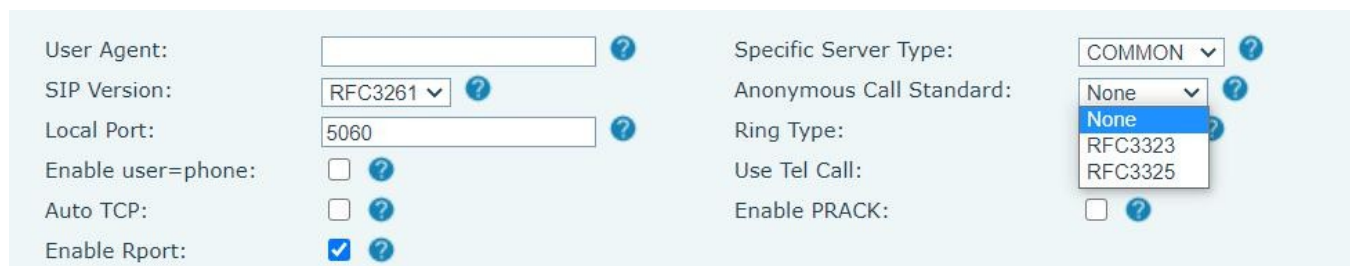 User Agent: Specific Server Type: COMMON
SIP Version: RFC3261 Anonymous Call Standard: None
Local Port: 5060 Ring Type: None
Enable user=phone: Use Tel Call: RFC3323
RFC3325
Auto TCP: Enable PRACK:
Enable Rport: